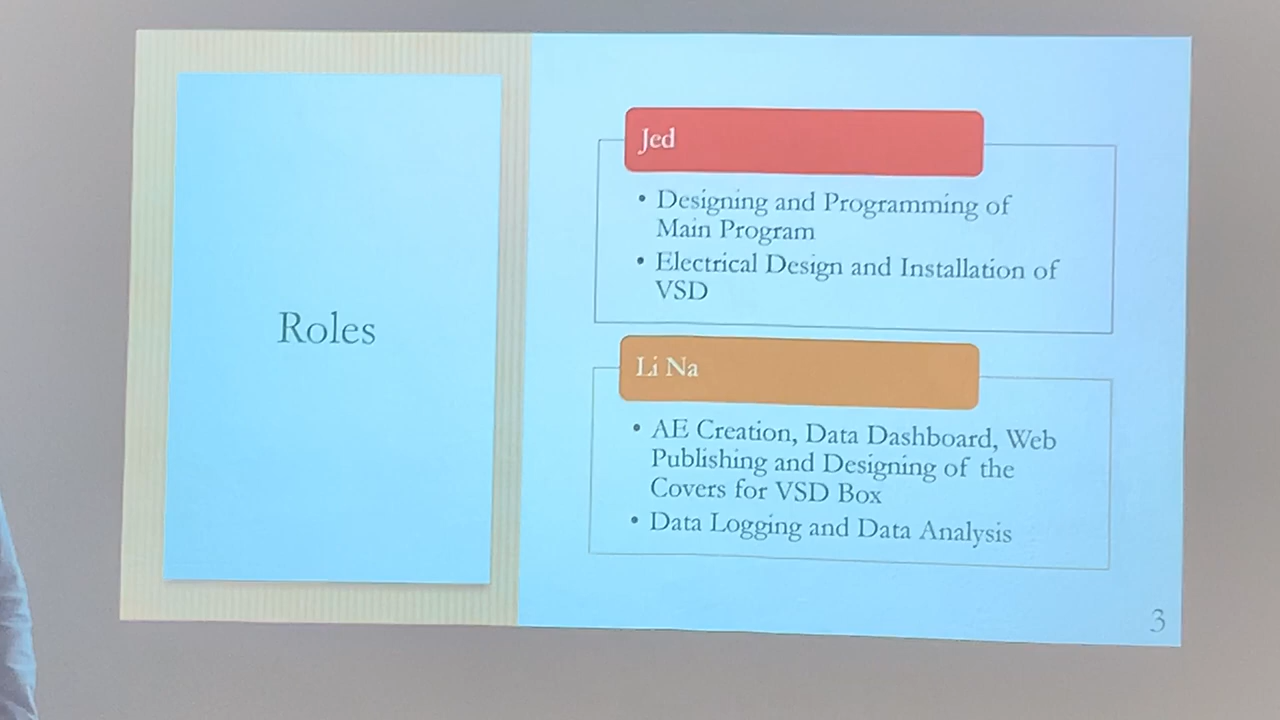 Roles
Jed
• Designing and Programming of
Main Program
• Electrical Design and Installation of
VSD
Li Na
• AE Creation, Data Dashboard, Web
Publishing and Designing of the
Covers for VSD Box
• Data Logging and Data Analysis
3